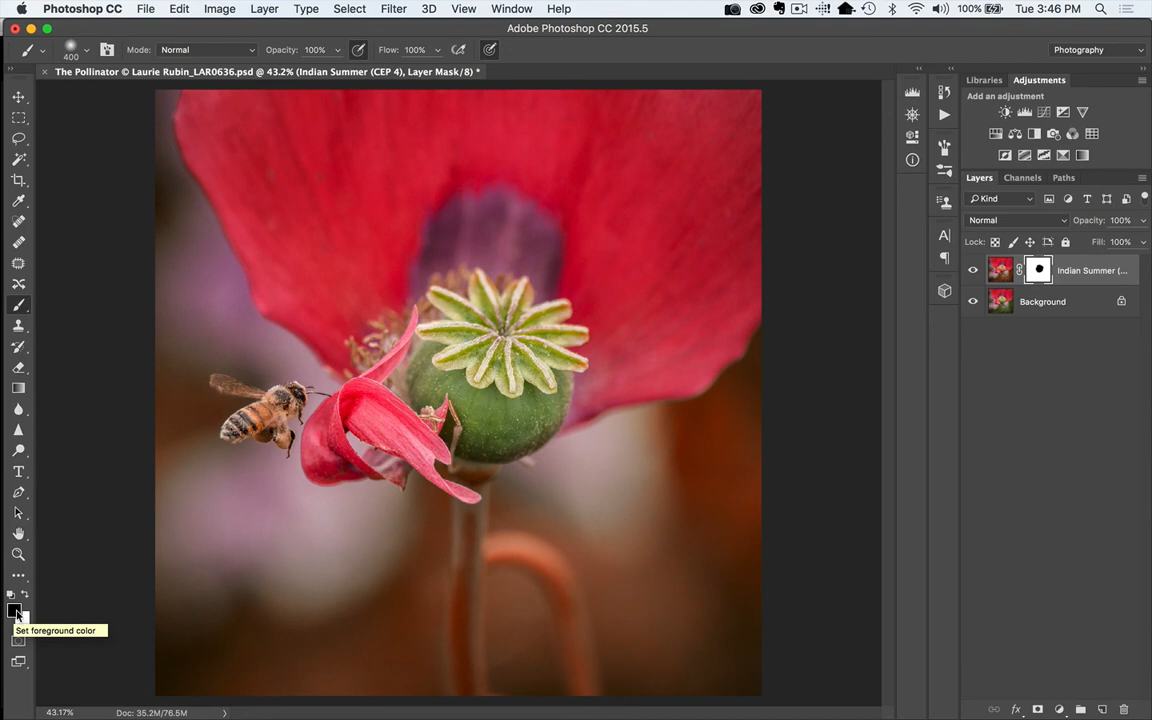 Photoshop CC File Edit Image Layer Type Select Filter 3D View Window Help 100% Tue 3:46 PM
Adobe Photoshop CC 2015.5
400 Mode: Normal Opacity: 100% Flow: 100% Photography
The Pollinator © Laurie Rubin_LAR0636.psd @ 43.2% (Indian Summer (CEP 4), Layer Mask/8) *
Libraries Adjustments
Add an adjustment
Layers Channels Paths
Kind
Normal Opacity: 100%
Lock: Fill: 100%
Indian Summer (...
Background
Set foreground color
43.17% Doc: 35.2M/76.5M